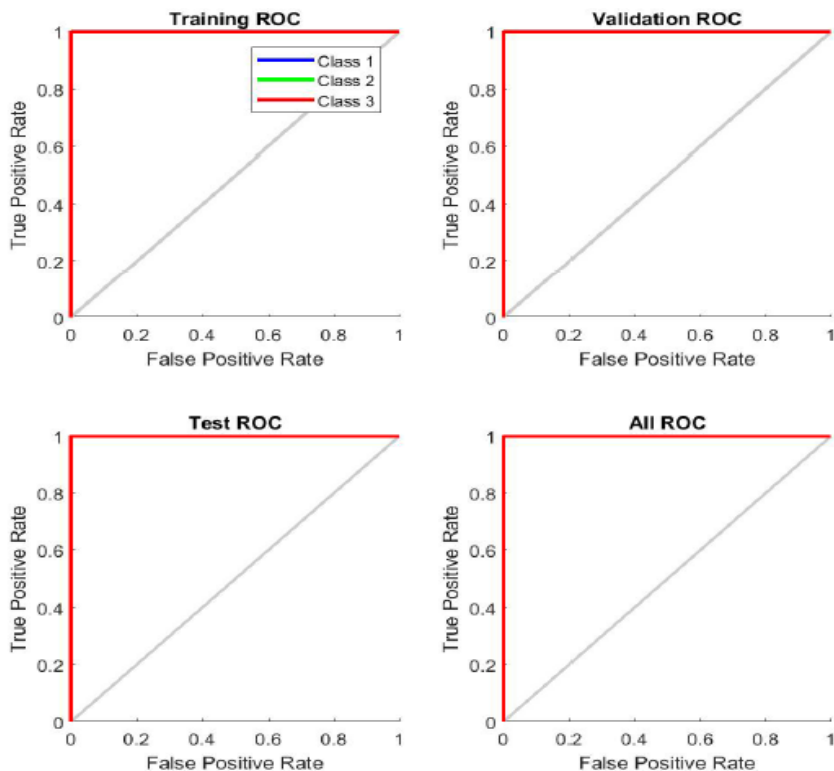 Training ROC
1
0.8
0.6
0.4
0.2
0
True Positive Rate
Class 1
Class 2
Class 3
0 0.2 0.4 0.6 0.8 1
False Positive Rate
Validation ROC
1
0.8
0.6
0.4
0.2
0
True Positive Rate
0 0.2 0.4 0.6 0.8 1
False Positive Rate
Test ROC
1
0.8
0.6
0.4
0.2
0
True Positive Rate
0 0.2 0.4 0.6 0.8 1
False Positive Rate
All ROC
1
0.8
0.6
0.4
0.2
0
True Positive Rate
0 0.2 0.4 0.6 0.8 1
False Positive Rate